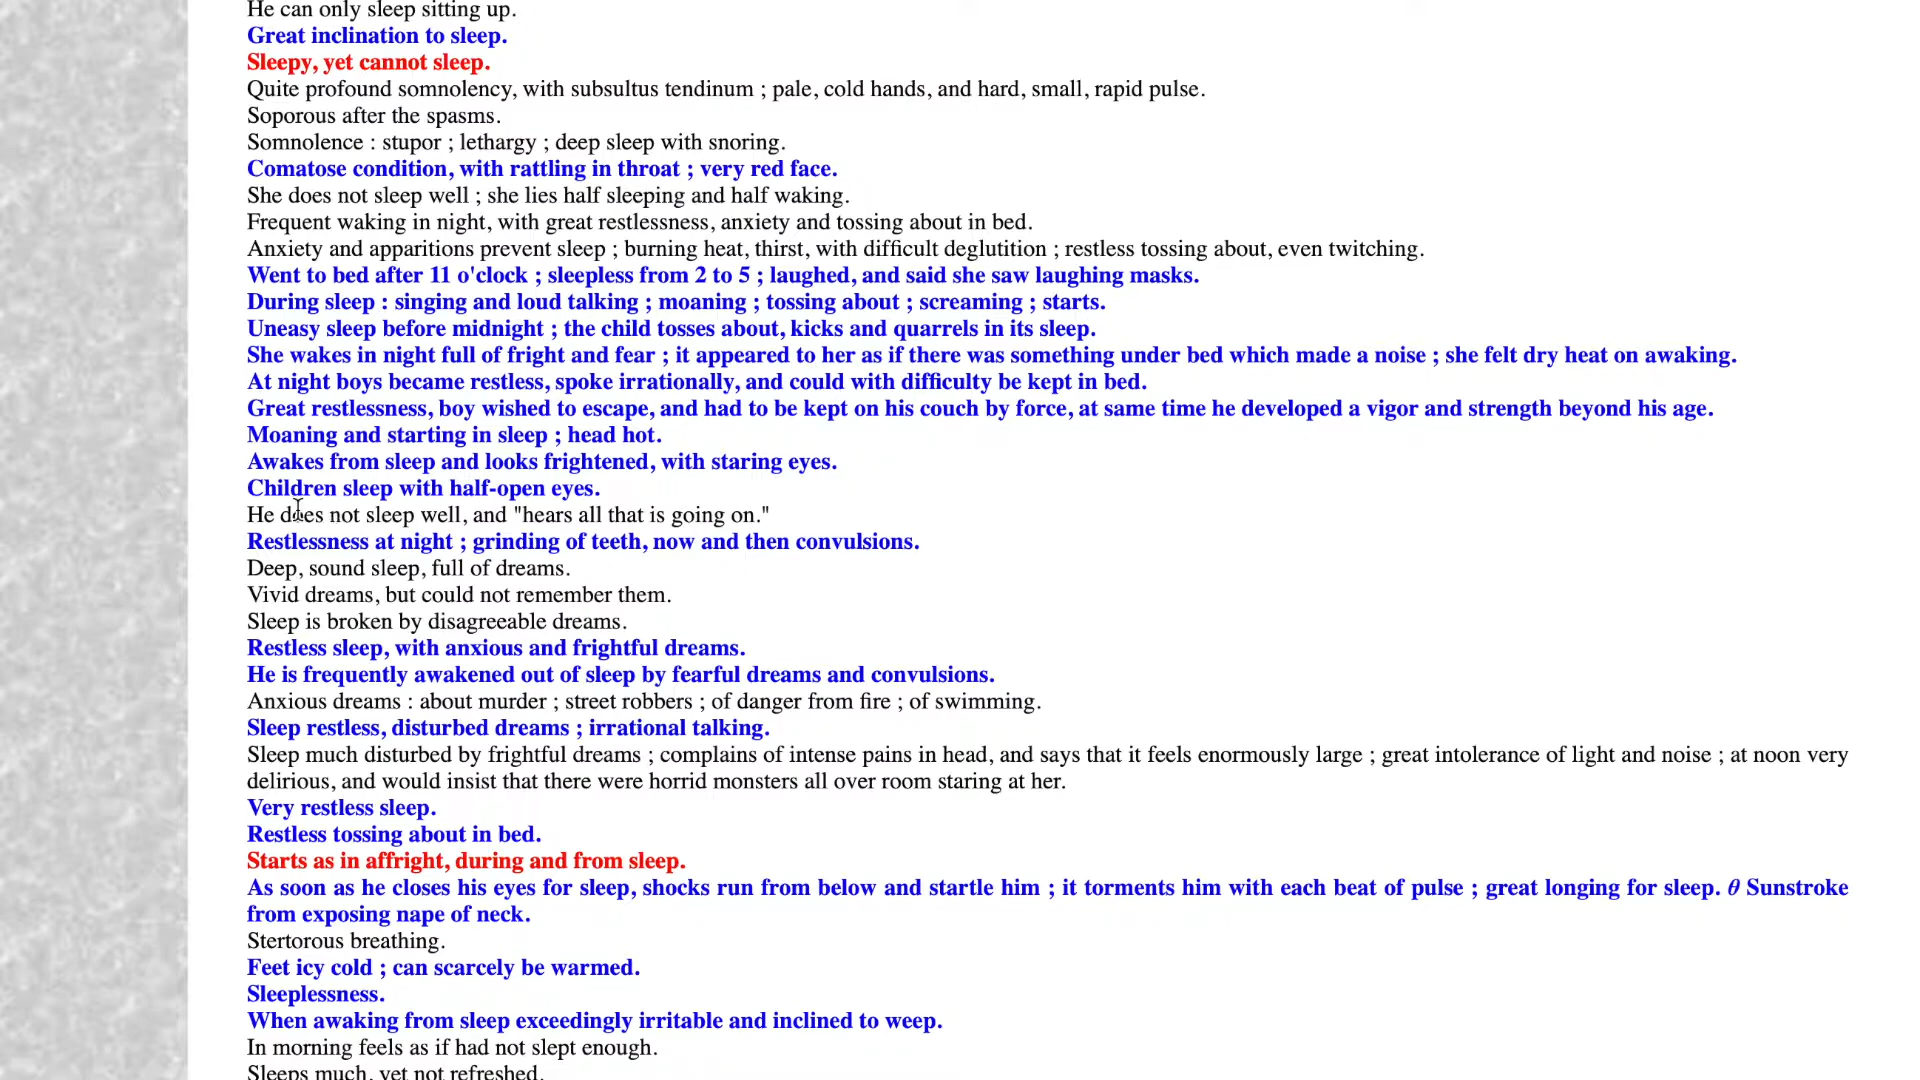 He can only sleep sitting up.
Great inclination to sleep.
Sleepy, yet cannot sleep.
Quite profound somnolency, with subsultus tendinum ; pale, cold hands, and hard, small, rapid pulse.
Soporous after the spasms.
Somnolence : stupor ; lethargy ; deep sleep with snoring.
Comatose condition, with rattling in throat ; very red face.
She does not sleep well ; she lies half sleeping and half waking.
Frequent waking in night, with great restlessness, anxiety and tossing about in bed.
Anxiety and apparitions prevent sleep ; burning heat, thirst, with difficult deglutition ; restless tossing about, even twitching.
Went to bed after 11 o'clock ; sleepless from 2 to 5 ; laughed, and said she saw laughing masks.
During sleep : singing and loud talking ; moaning ; tossing about ; screaming ; starts.
Uneasy sleep before midnight ; the child tosses about, kicks and quarrels in its sleep.
She wakes in night full of fright and fear ; it appeared to her as if there was something under bed which made a noise ; she felt dry heat on awaking.
At night boys became restless, spoke irrationally, and could with difficulty be kept in bed.
Great restlessness, boy wished to escape, and had to be kept on his couch by force, at same time he developed a vigor and strength beyond his age.
Moaning and starting in sleep ; head hot.
Awakes from sleep and looks frightened, with staring eyes.
Children sleep with half-open eyes.
He does not sleep well, and "hears all that is going on."
Restlessness at night ; grinding of teeth, now and then convulsions.
Deep, sound sleep, full of dreams.
Vivid dreams, but could not remember them.
Sleep is broken by disagreeable dreams.
Restless sleep, with anxious and frightful dreams.
He is frequently awakened out of sleep by fearful dreams and convulsions.
Anxious dreams : about murder ; street robbers ; of danger from fire ; of swimming.
Sleep restless, disturbed dreams ; irrational talking.
Sleep much disturbed by frightful dreams ; complains of intense pains in head, and says that it feels enormously large ; great intolerance of light and noise ; at noon very
delirious, and would insist that there were horrid monsters all over room staring at her.
Very restless sleep.
Restless tossing about in bed.
Starts as in affright, during and from sleep.
As soon as he closes his eyes for sleep, shocks run from below and startle him ; it torments him with each beat of pulse ; great longing for sleep. θ Sunstroke
from exposing nape of neck.
Stertorous breathing.
Feet icy cold ; can scarcely be warmed.
Sleeplessness.
When awaking from sleep exceedingly irritable and inclined to weep.
In morning feels as if had not slept enough.
Sleeps much, yet not refreshed.